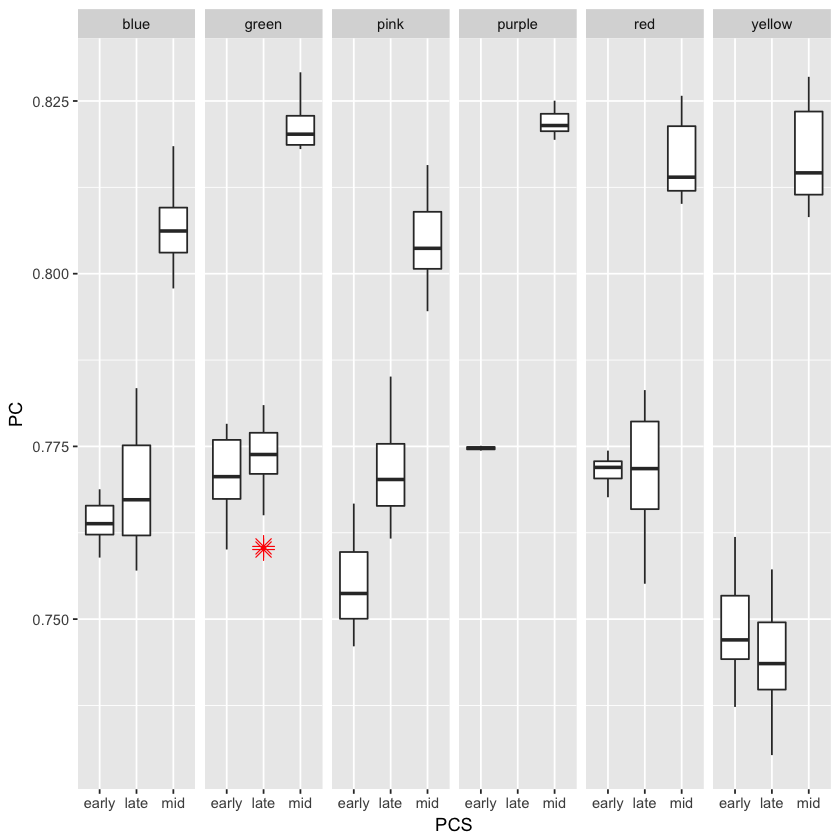 blue green pink purple red yellow
0.825
0.800
0.775
0.750
PC
early late mid early late mid early late mid early late mid early late mid early late mid
PCS